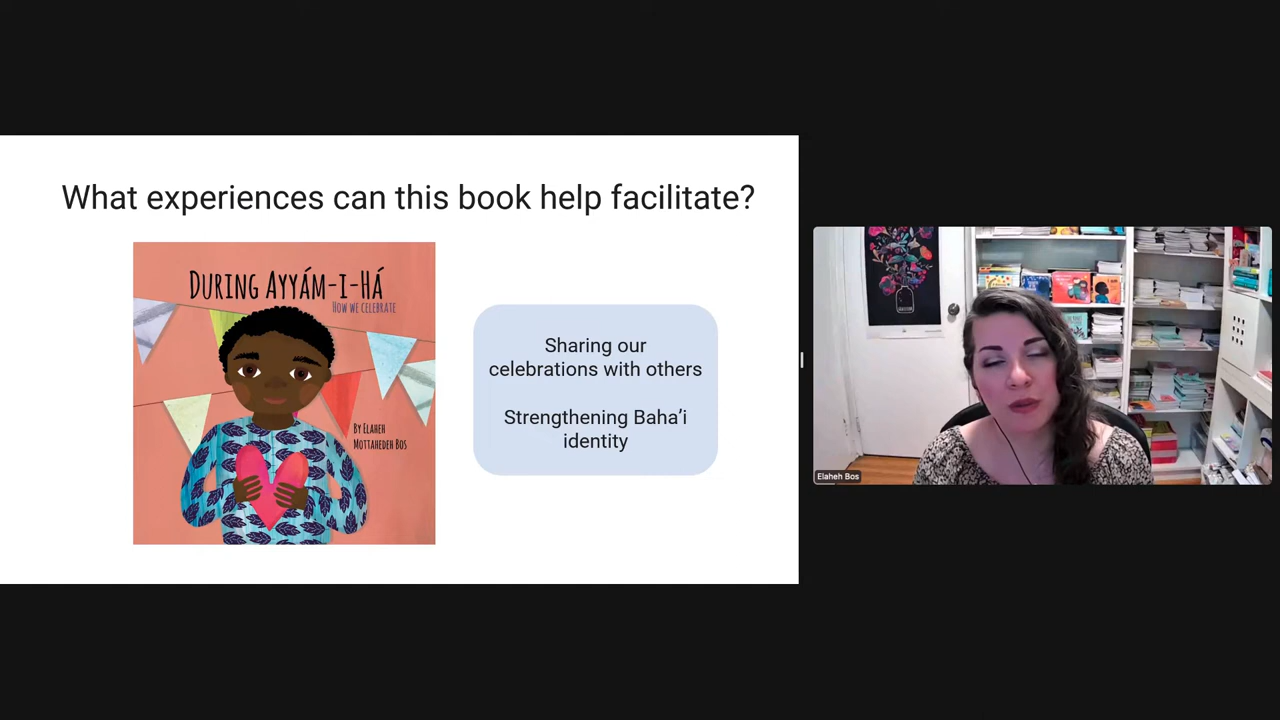 What experiences can this book help facilitate?
DURING AYYÁM-I-HÁ
HOW WE CELEBRATE
BY ELAHEH
MOTTAHEDEH BOS
Sharing our
celebrations with others
Strengthening Baha’i
identity
Elaheh Bos